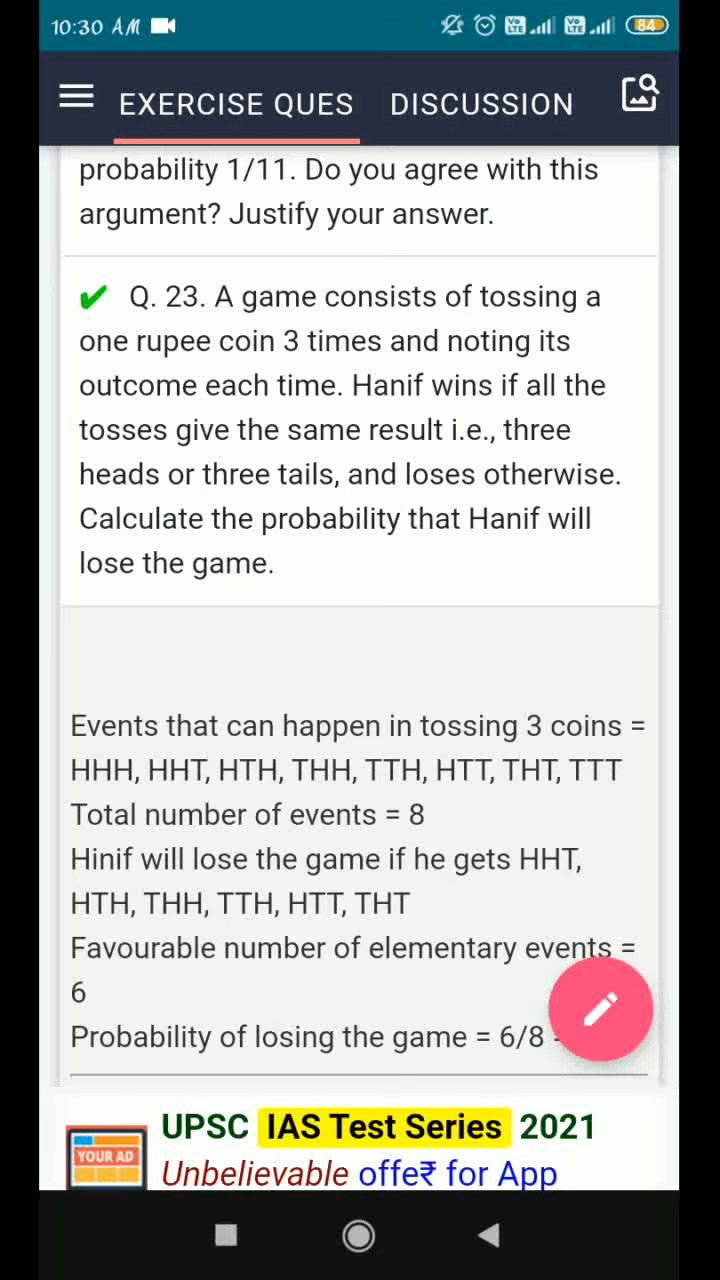 10:30 AM Vo LTE Vo LTE 84
EXERCISE QUES DISCUSSION
probability 1/11. Do you agree with this
argument? Justify your answer.
Q. 23. A game consists of tossing a
one rupee coin 3 times and noting its
outcome each time. Hanif wins if all the
tosses give the same result i.e., three
heads or three tails, and loses otherwise.
Calculate the probability that Hanif will
lose the game.
Events that can happen in tossing 3 coins =
HHH, HHT, HTH, THH, TTH, HTT, THT, TTT
Total number of events = 8
Hinif will lose the game if he gets HHT,
HTH, THH, TTH, HTT, THT
Favourable number of elementary events =
6
Probability of losing the game = 6/8
UPSC IAS Test Series 2021
YOUR AD
Unbelievable offe₹ for App